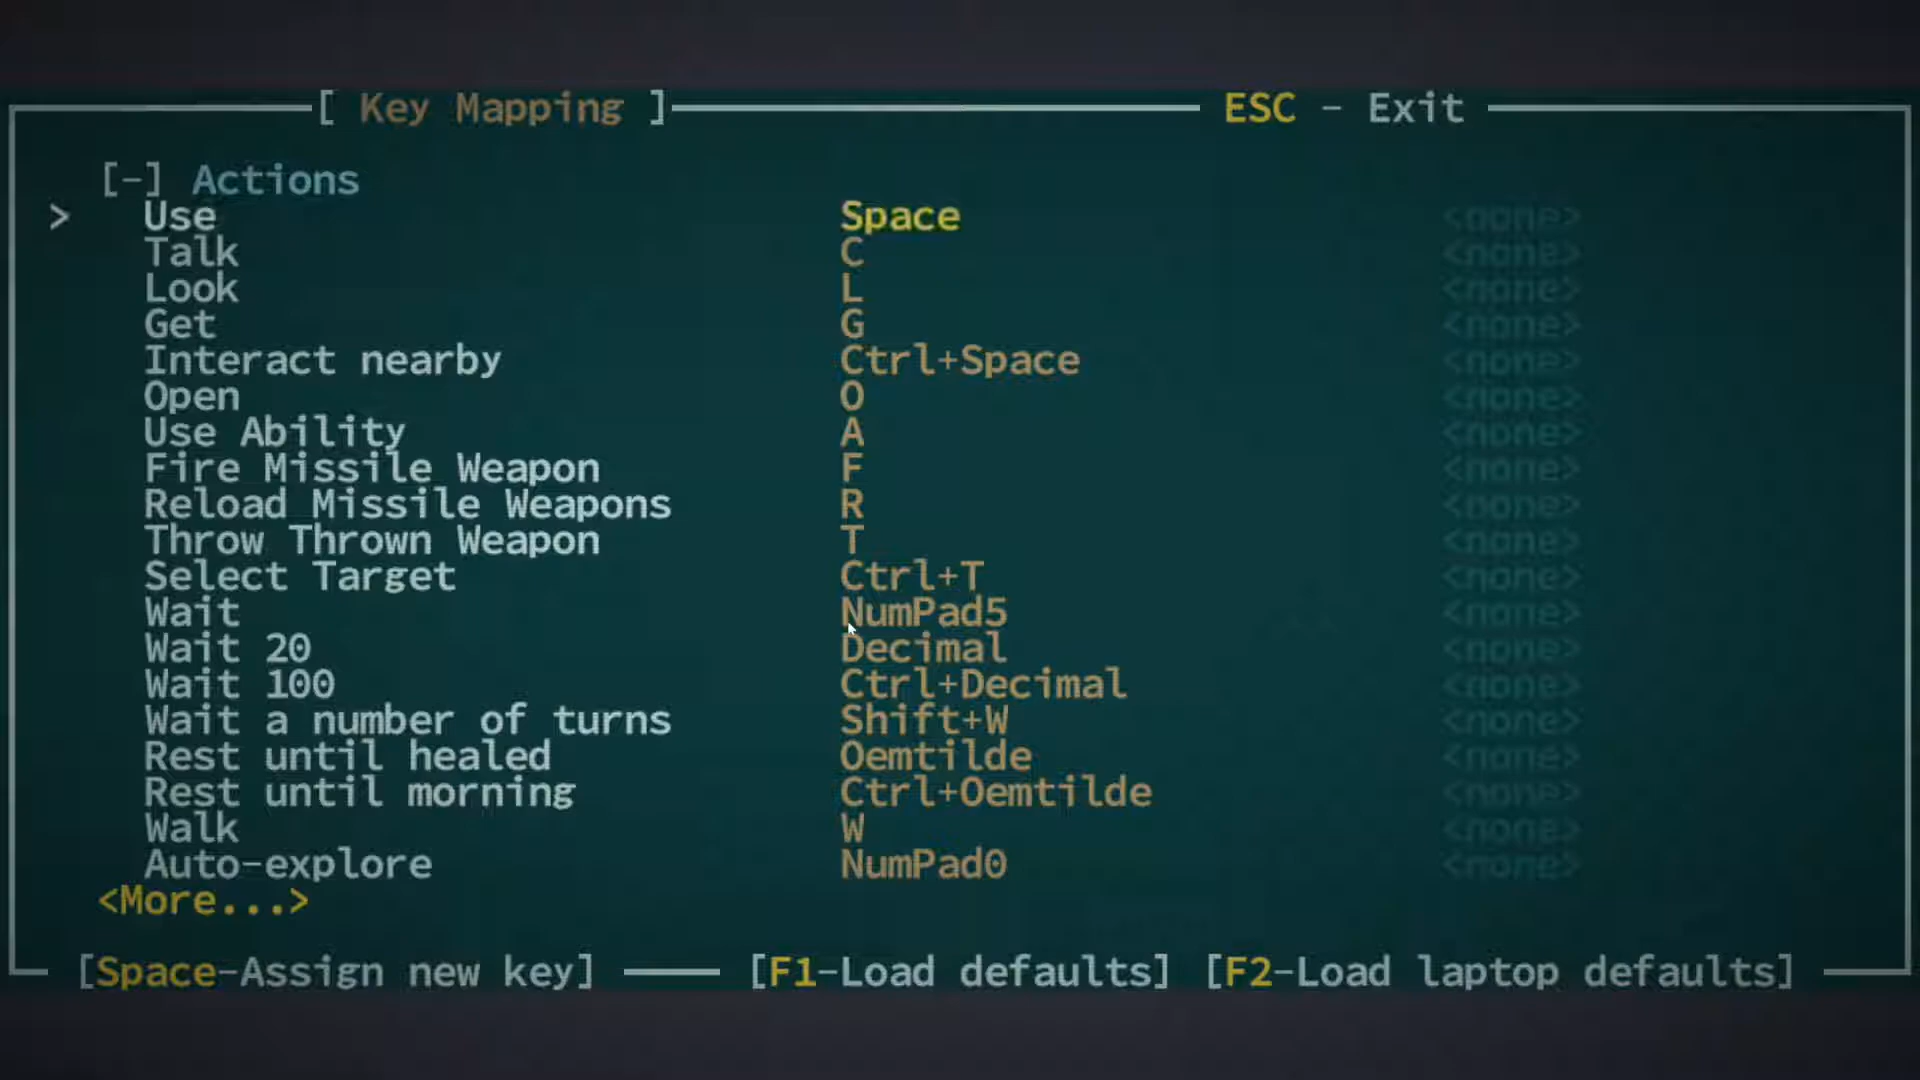 [ Key Mapping ] ESC - Exit
[-] Actions
> Use Space <none>
Talk C <none>
Look L <none>
Get G <none>
Interact nearby Ctrl+Space <none>
Open O <none>
Use Ability A <none>
Fire Missile Weapon F <none>
Reload Missile Weapons R <none>
Throw Thrown Weapon T <none>
Select Target Ctrl+T <none>
Wait NumPad5 <none>
Wait 20 Decimal <none>
Wait 100 Ctrl+Decimal <none>
Wait a number of turns Shift+W <none>
Rest until healed Oemtilde <none>
Rest until morning Ctrl+Oemtilde <none>
Walk W <none>
Auto-explore NumPad0 <none>
<More...>
[Space-Assign new key] [F1-Load defaults] [F2-Load laptop defaults]